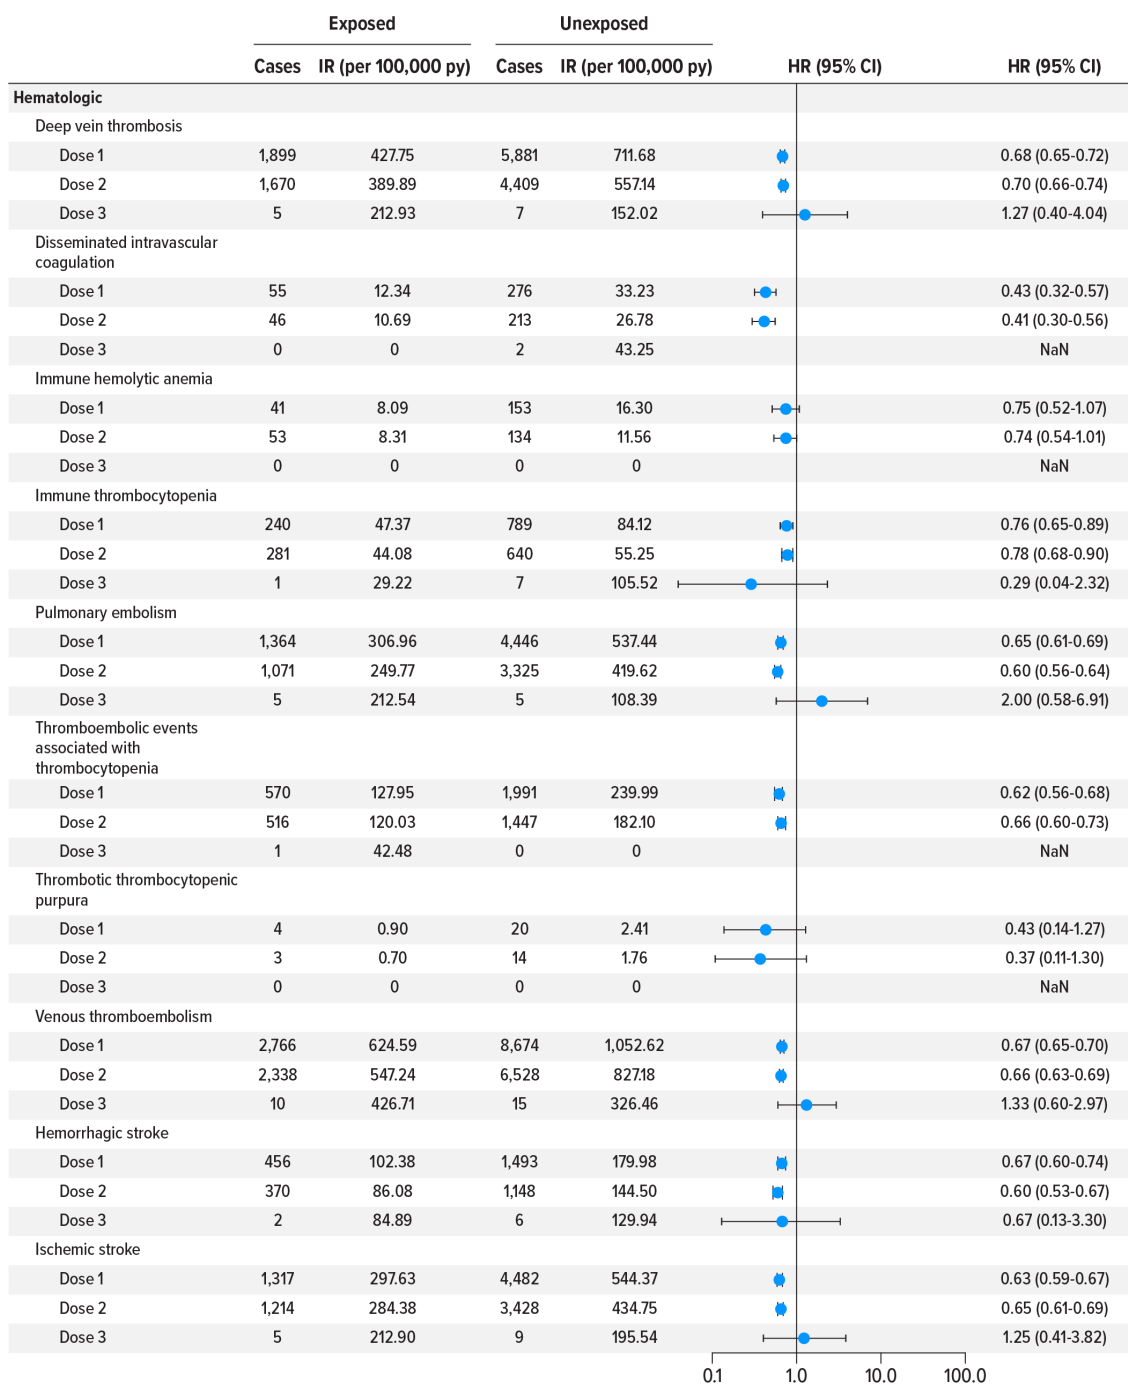 Exposed Unexposed
Cases IR (per 100,000 py) Cases IR (per 100,000 py) HR (95% CI) HR (95% CI)
Hematologic
Deep vein thrombosis
Dose 1 1,899 427.75 5,881 711.68 0.68 (0.65-0.72)
Dose 2 1,670 389.89 4,409 557.14 0.70 (0.66-0.74)
Dose 3 5 212.93 7 152.02 1.27 (0.40-4.04)
Disseminated intravascular
coagulation
Dose 1 55 12.34 276 33.23 0.43 (0.32-0.57)
Dose 2 46 10.69 213 26.78 0.41 (0.30-0.56)
Dose 3 0 0 2 43.25 NaN
Immune hemolytic anemia
Dose 1 41 8.09 153 16.30 0.75 (0.52-1.07)
Dose 2 53 8.31 134 11.56 0.74 (0.54-1.01)
Dose 3 0 0 0 0 NaN
Immune thrombocytopenia
Dose 1 240 47.37 789 84.12 0.76 (0.65-0.89)
Dose 2 281 44.08 640 55.25 0.78 (0.68-0.90)
Dose 3 1 29.22 7 105.52 0.29 (0.04-2.32)
Pulmonary embolism
Dose 1 1,364 306.96 4,446 537.44 0.65 (0.61-0.69)
Dose 2 1,071 249.77 3,325 419.62 0.60 (0.56-0.64)
Dose 3 5 212.54 5 108.39 2.00 (0.58-6.91)
Thromboembolic events
associated with
thrombocytopenia
Dose 1 570 127.95 1,991 239.99 0.62 (0.56-0.68)
Dose 2 516 120.03 1,447 182.10 0.66 (0.60-0.73)
Dose 3 1 42.48 0 0 NaN
Thrombotic thrombocytopenic
purpura
Dose 1 4 0.90 20 2.41 0.43 (0.14-1.27)
Dose 2 3 0.70 14 1.76 0.37 (0.11-1.30)
Dose 3 0 0 0 0 NaN
Venous thromboembolism
Dose 1 2,766 624.59 8,674 1,052.62 0.67 (0.65-0.70)
Dose 2 2,338 547.24 6,528 827.18 0.66 (0.63-0.69)
Dose 3 10 426.71 15 326.46 1.33 (0.60-2.97)
Hemorrhagic stroke
Dose 1 456 102.38 1,493 179.98 0.67 (0.60-0.74)
Dose 2 370 86.08 1,148 144.50 0.60 (0.53-0.67)
Dose 3 2 84.89 6 129.94 0.67 (0.13-3.30)
Ischemic stroke
Dose 1 1,317 297.63 4,482 544.37 0.63 (0.59-0.67)
Dose 2 1,214 284.38 3,428 434.75 0.65 (0.61-0.69)
Dose 3 5 212.90 9 195.54 1.25 (0.41-3.82)
0.1 1.0 10.0 100.0